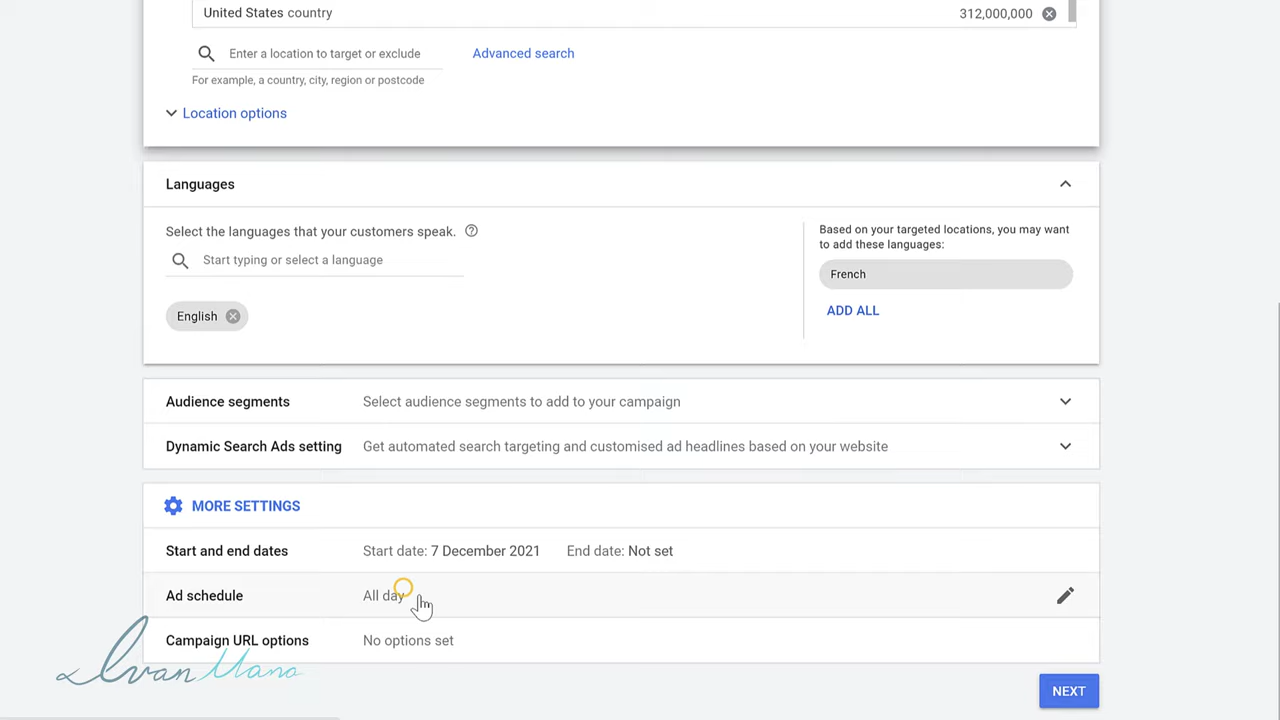 United States country 312,000,000
Enter a location to target or exclude Advanced search
For example, a country, city, region or postcode
Location options
Languages
Select the languages that your customers speak.
Start typing or select a language
English
Based on your targeted locations, you may want
to add these languages:
French
ADD ALL
Audience segments Select audience segments to add to your campaign
Dynamic Search Ads setting Get automated search targeting and customised ad headlines based on your website
MORE SETTINGS
Start and end dates Start date: 7 December 2021 End date: Not set
Ad schedule All day
Campaign URL options No options set
Ivan Mana
NEXT